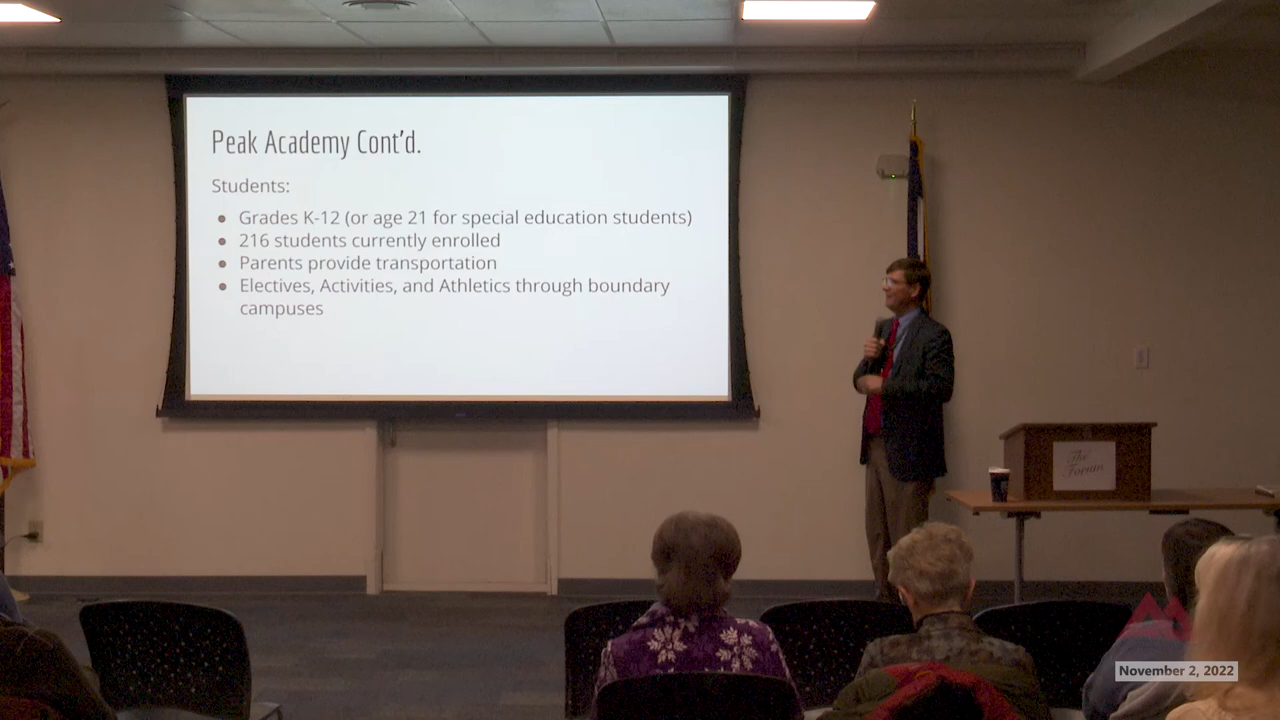 Peak Academy Cont'd.
Students:
● Grades K-12 (or age 21 for special education students)
● 216 students currently enrolled
● Parents provide transportation
● Electives, Activities, and Athletics through boundary
campuses
The
Forum
November 2, 2022